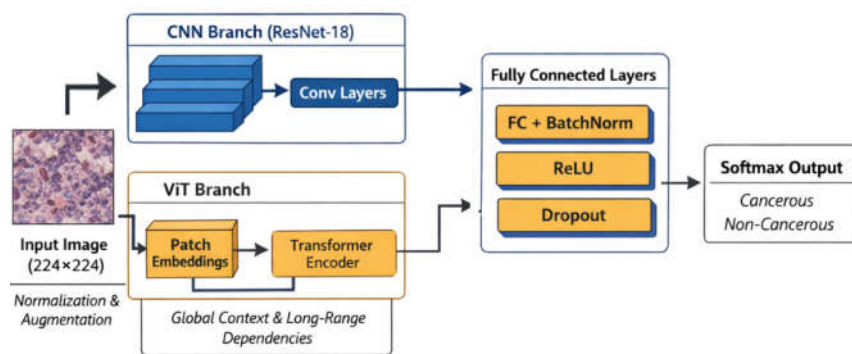 CNN Branch (ResNet-18)
Conv Layers
Input Image
(224×224)
Normalization &
Augmentation
ViT Branch
Patch
Embeddings
Transformer
Encoder
Global Context & Long-Range
Dependencies
Fully Connected Layers
FC + BatchNorm
ReLU
Dropout
Softmax Output
Cancerous
Non-Cancerous